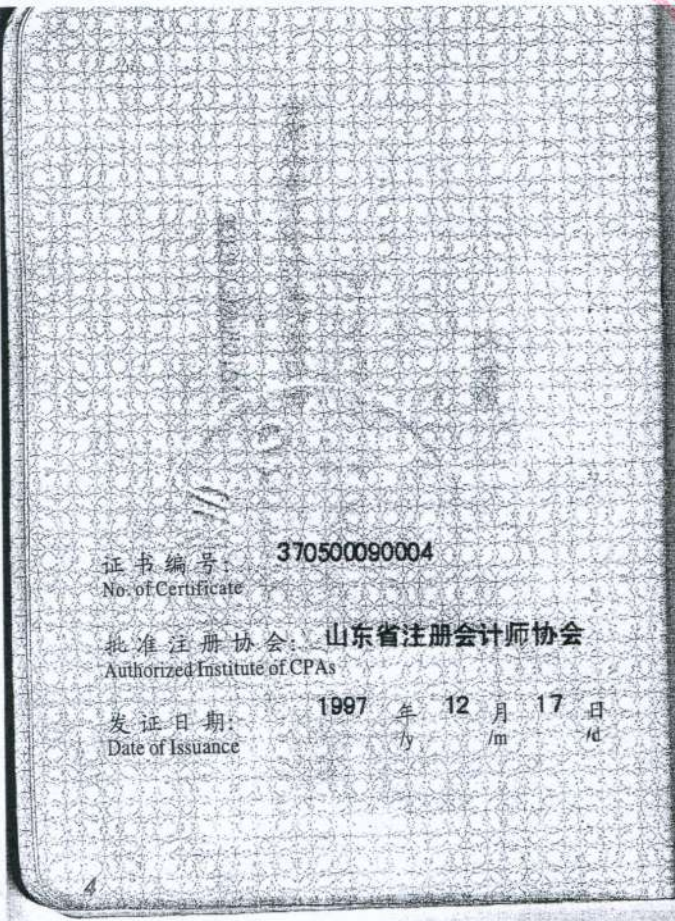 证书编号: 370500090004
No. of Certificate
批准注册协会: 山东省注册会计师协会
Authorized Institute of CPAs
发证日期: 1997 年 12 月 17 日
Date of Issuance /y /m /d
4